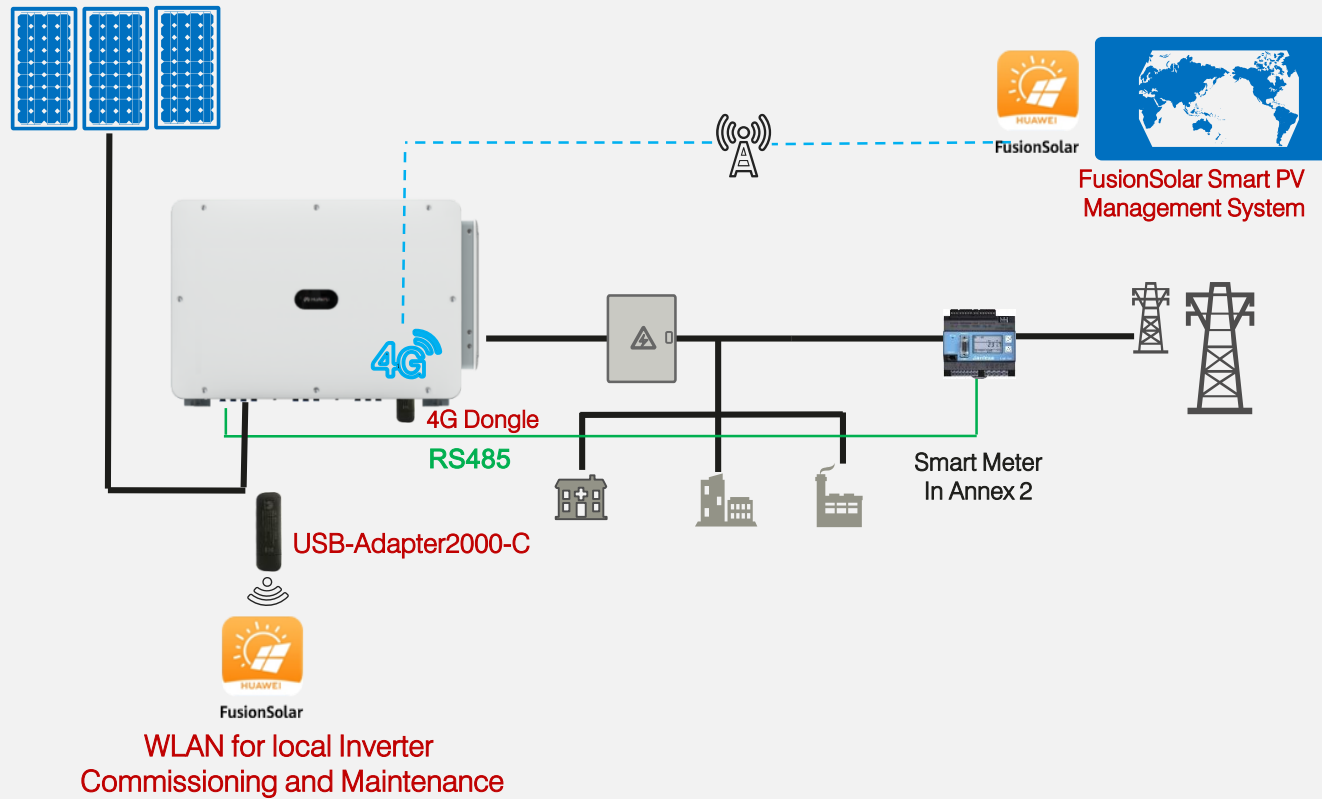 HUAWEI
FusionSolar
FusionSolar Smart PV
Management System
4G
4G Dongle
RS485
Smart Meter
In Annex 2
USB-Adapter2000-C
HUAWEI
FusionSolar
WLAN for local Inverter
Commissioning and Maintenance